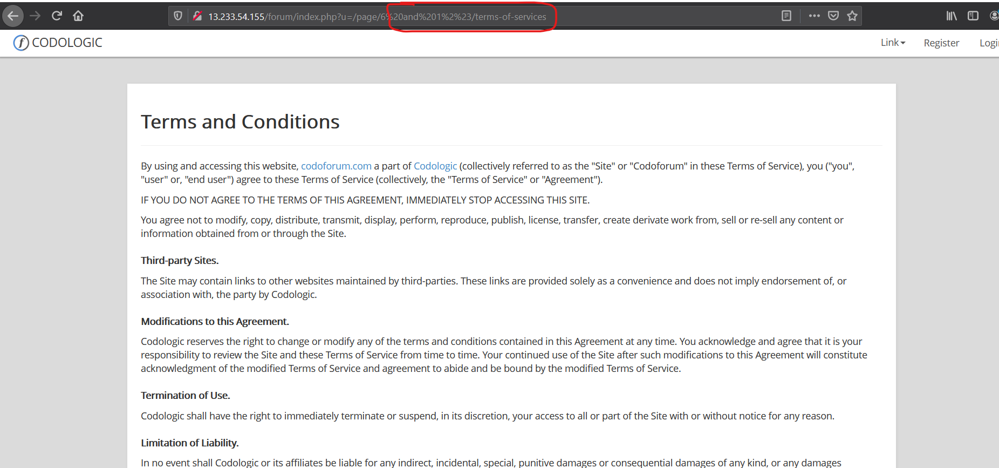 13.233.54.155/forum/index.php?u=/page/6%20and%201%2%23/terms-of-services
CODOLOGIC
Link
Register
Logi
Terms and Conditions
By using and accessing this website, codoforum.com a part of Codologic (collectively referred to as the "Site" or "Codoforum" in these Terms of Service), you ("you",
"user" or, "end user") agree to these Terms of Service (collectively, the "Terms of Service" or "Agreement").
IF YOU DO NOT AGREE TO THE TERMS OF THIS AGREEMENT, IMMEDIATELY STOP ACCESSING THIS SITE.
You agree not to modify, copy, distribute, transmit, display, perform, reproduce, publish, license, transfer, create derivate work from, sell or re-sell any content or
information obtained from or through the Site.
Third-party Sites.
The Site may contain links to other websites maintained by third-parties. These links are provided solely as a convenience and does not imply endorsement of, or
association with, the party by Codologic.
Modifications to this Agreement.
Codologic reserves the right to change or modify any of the terms and conditions contained in this Agreement at any time. You acknowledge and agree that it is your
responsibility to review the Site and these Terms of Service from time to time. Your continued use of the Site after such modifications to this Agreement will constitute
acknowledgment of the modified Terms of Service and agreement to abide and be bound by the modified Terms of Service.
Termination of Use.
Codologic shall have the right to immediately terminate or suspend, in its discretion, your access to all or part of the Site with or without notice for any reason.
Limitation of Liability.
In no event shall Codologic or its affiliates be liable for any indirect, incidental, special, punitive damages or consequential damages of any kind, or any damages